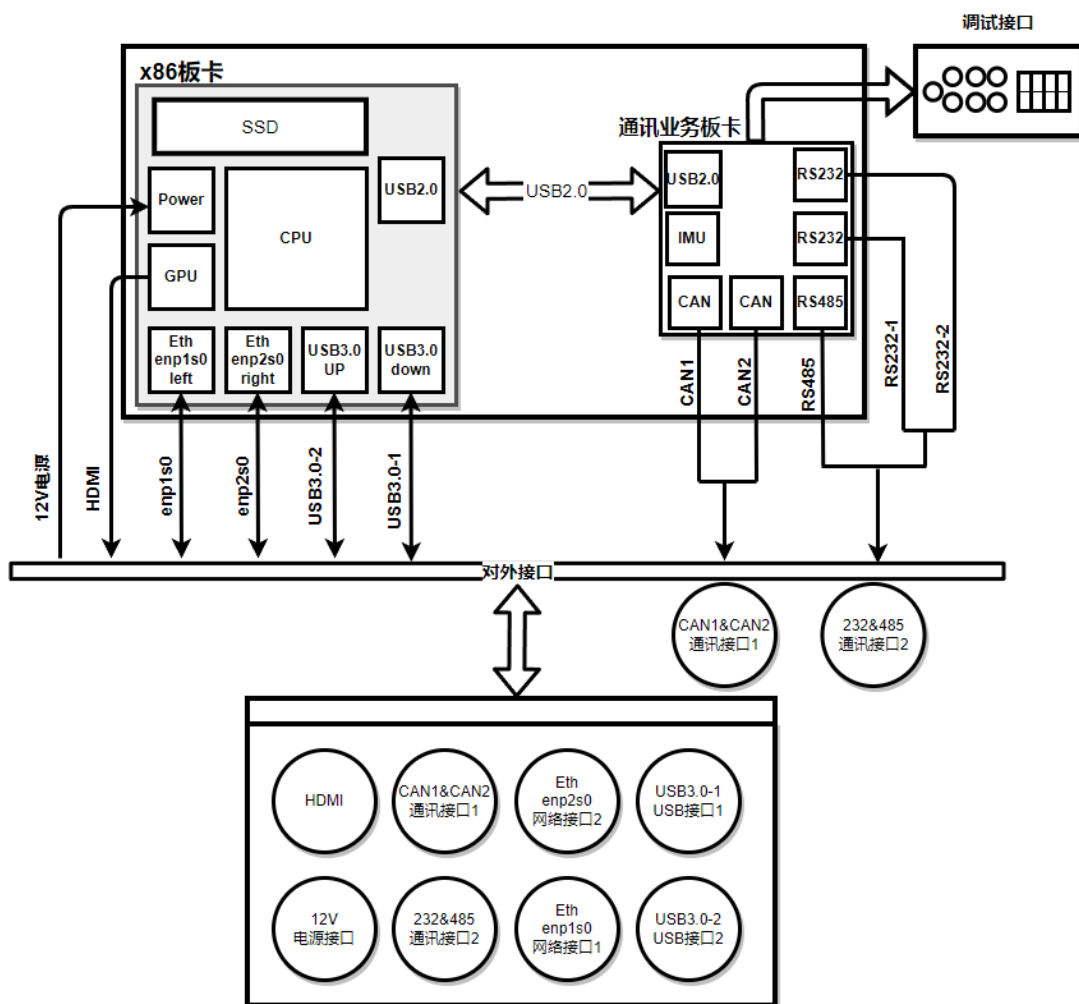 调试接口
x86板卡
SSD
通讯业务板卡
Power
CPU
USB2.0
USB2.0
USB2.0
RS232
GPU
IMU
RS232
Eth
enp1s0
left
Eth
enp2s0
right
USB3.0
UP
USB3.0
down
CAN
CAN
RS485
12V电源
HDMI
enp1s0
enp2s0
USB3.0-2
USB3.0-1
CAN1
CAN2
RS485
RS232-1
RS232-2
对外接口
CAN1&CAN2
通讯接口1
232&485
通讯接口2
HDMI
CAN1&CAN2
通讯接口1
Eth
enp2s0
网络接口2
USB3.0-1
USB接口1
12V
电源接口
232&485
通讯接口2
Eth
enp1s0
网络接口1
USB3.0-2
USB接口2